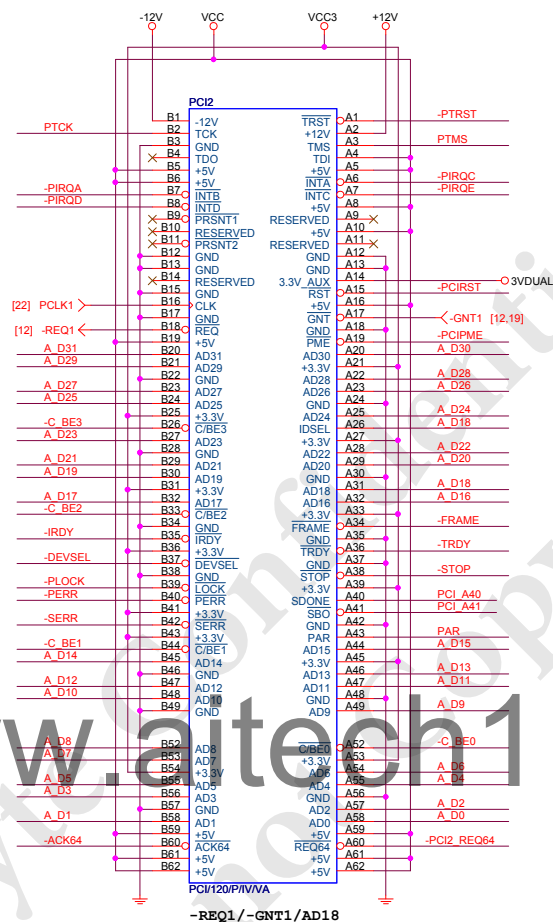 -12V VCC VCC3 +12V
PCI2
B1 -12V TRST A1 -PTRST
PTCK B2 TCK +12V A2
B3 GND TMS A3 PTMS
B4 TDO TDI A4
B5 +5V +5V A5
B6 +5V INTA A6 -PIRQC
-PIRQA B7 INTB INTC A7 -PIRQE
-PIRQD B8 INTD +5V A8
B9 PRSNT1 RESERVED A9
B10 RESERVED +5V A10
B11 PRSNT2 RESERVED A11
B12 GND GND A12
B13 GND GND A13
B14 RESERVED 3.3V_AUX A14 3VDUAL
B15 GND RST A15 -PCIRST
[22] PCLK1 B16 CLK +5V A16
B17 GND GNT A17 -GNT1 [12,19]
[12] -REQ1 B18 REQ GND A18
B19 +5V PME A19 -PCIPME
A_D31 B20 AD31 AD30 A20 A_D30
A_D29 B21 AD29 +3.3V A21
B22 GND AD28 A22 A_D28
A_D27 B23 AD27 AD26 A23 A_D26
A_D25 B24 AD25 GND A24
B25 +3.3V AD24 A25 A_D24
-C_BE3 B26 C/BE3 IDSEL A26 A_D18
A_D23 B27 AD23 +3.3V A27
B28 GND AD22 A28 A_D22
A_D21 B29 AD21 AD20 A29 A_D20
A_D19 B30 AD19 GND A30
B31 +3.3V AD18 A31 A_D18
A_D17 B32 AD17 AD16 A32 A_D16
-C_BE2 B33 C/BE2 +3.3V A33
B34 GND FRAME A34 -FRAME
-IRDY B35 IRDY GND A35
B36 +3.3V TRDY A36 -TRDY
-DEVSEL B37 DEVSEL GND A37
B38 GND STOP A38 -STOP
-PLOCK B39 LOCK +3.3V A39
-PERR B40 PERR SDONE A40 PCI_A40
B41 +3.3V SBO A41 PCI_A41
-SERR B42 SERR GND A42
B43 +3.3V PAR A43 PAR
-C_BE1 B44 C/BE1 AD15 A44 A_D15
A_D14 B45 AD14 +3.3V A45
B46 GND AD13 A46 A_D13
A_D12 B47 AD12 AD11 A47 A_D11
A_D10 B48 AD10 GND A48
B49 GND AD9 A49 A_D9
A_D8 B52 AD8 C/BE0 A52 -C_BE0
A_D7 B53 AD7 +3.3V A53
B54 +3.3V AD6 A54 A_D6
A_D5 B55 AD5 AD4 A55 A_D4
A_D3 B56 AD3 GND A56
B57 GND AD2 A57 A_D2
A_D1 B58 AD1 AD0 A58 A_D0
B59 +5V +5V A59
-ACK64 B60 ACK64 REQ64 A60 -PCI2_REQ64
B61 +5V +5V A61
B62 +5V +5V A62
PCI/120/P/IV/VA
-REQ1/-GNT1/AD18
w.aitech1